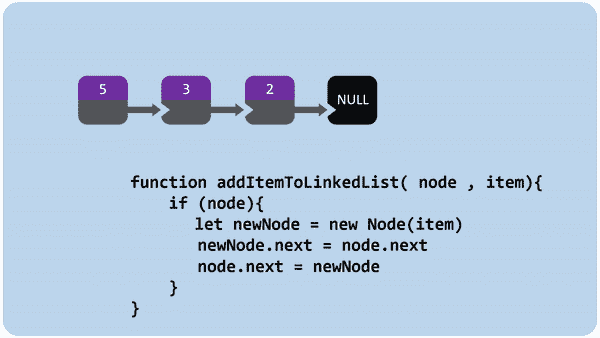 5 3 2 NULL
function addItemToLinkedList( node , item){
if (node){
let newNode = new Node(item)
newNode.next = node.next
node.next = newNode
}
}